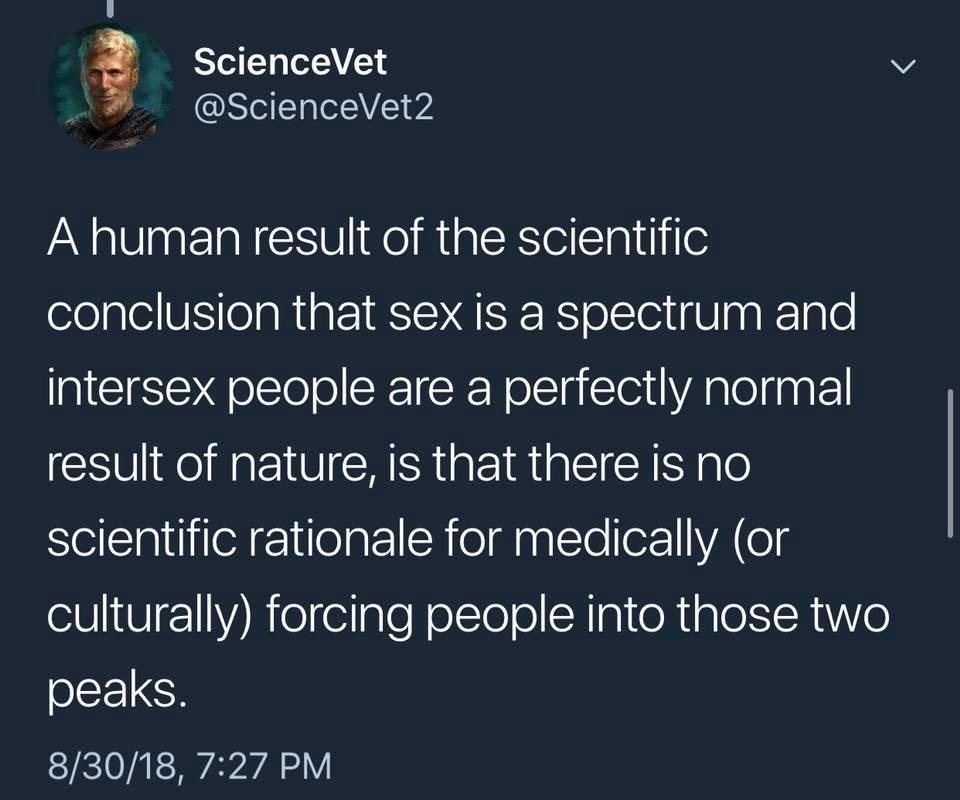 ScienceVet
@ScienceVet2
A human result of the scientific
conclusion that sex is a spectrum and
intersex people are a perfectly normal
result of nature, is that there is no
scientific rationale for medically (or
culturally) forcing people into those two
peaks.
8/30/18, 7:27 PM